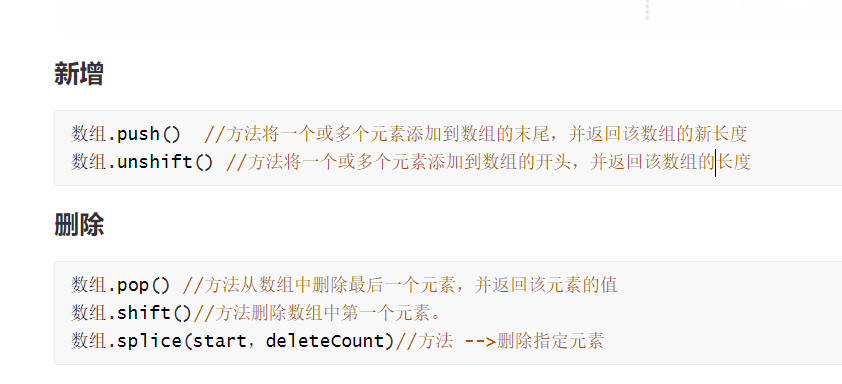 新增
数组.push()  //方法将一个或多个元素添加到数组的末尾，并返回该数组的新长度
数组.unshift() //方法将一个或多个元素添加到数组的开头，并返回该数组的长度
删除
数组.pop() //方法从数组中删除最后一个元素，并返回该元素的值
数组.shift()//方法删除数组中第一个元素。
数组.splice(start，deleteCount)//方法 -->删除指定元素